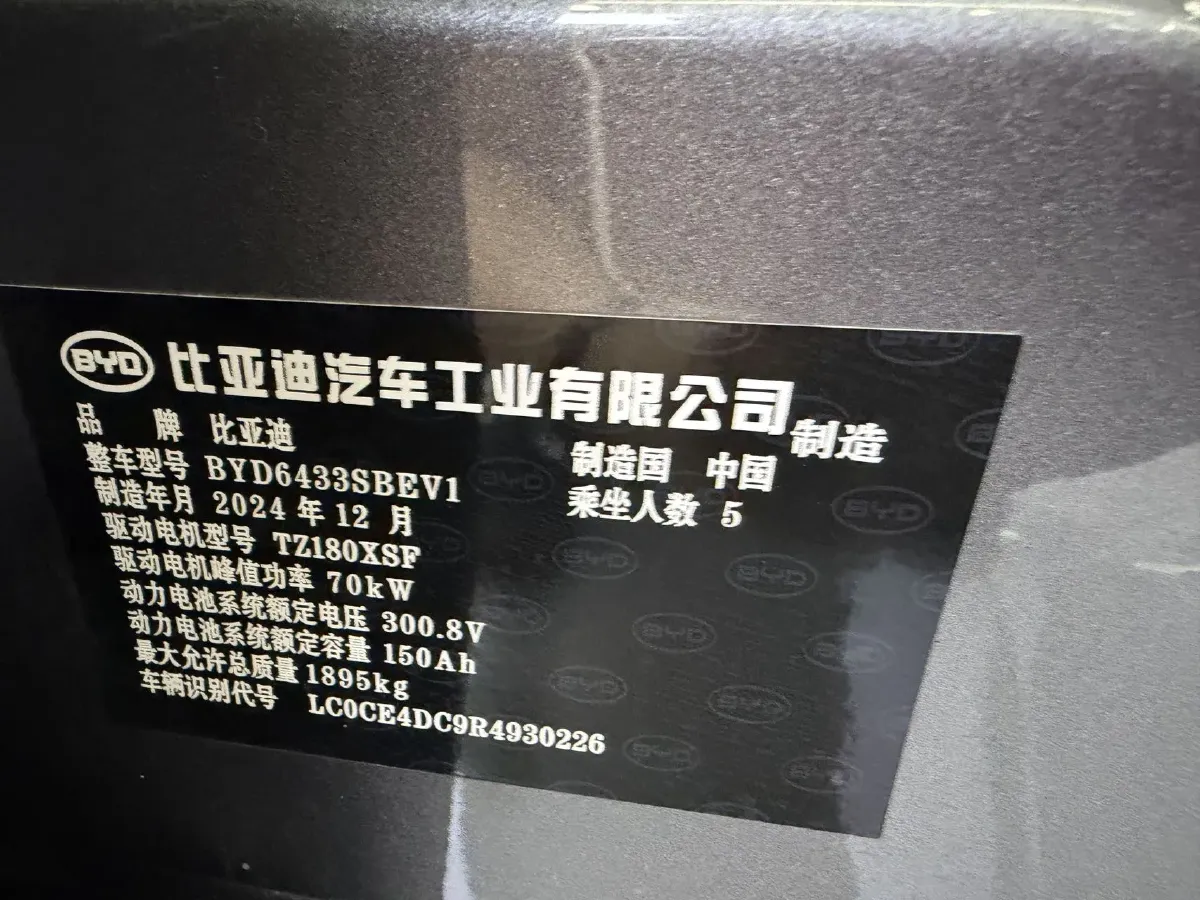 BYD 比亚迪汽车工业有限公司 制造
品 牌 比亚迪
制造国 中国
整车型号 BYD6433SBEV1
乘坐人数 5
制造年月 2024 年 12 月
驱动电机型号 TZ180XSF
驱动电机峰值功率 70kW
动力电池系统额定电压 300.8V
动力电池系统额定容量 150Ah
最大允许总质量 1895kg
车辆识别代号 LC0CE4DC9R4930226